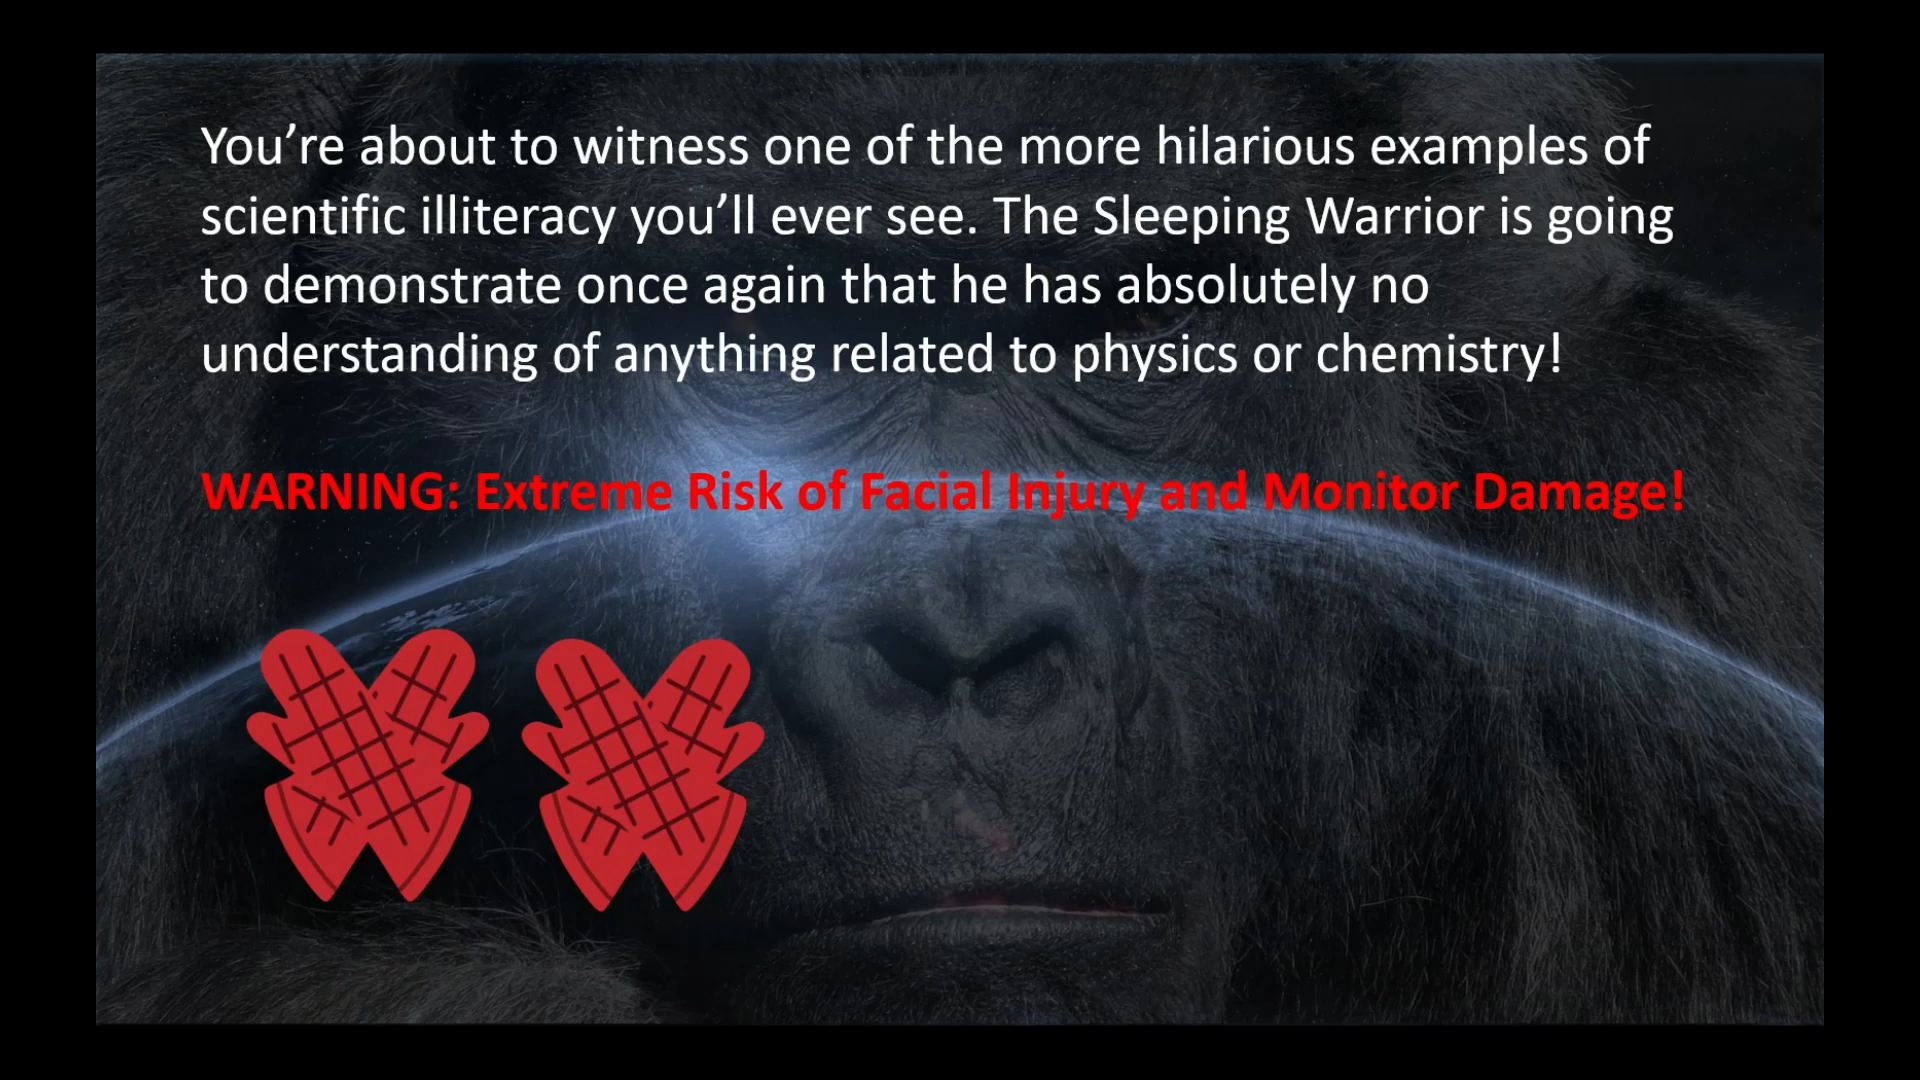 You’re about to witness one of the more hilarious examples of
scientific illiteracy you’ll ever see. The Sleeping Warrior is going
to demonstrate once again that he has absolutely no
understanding of anything related to physics or chemistry!
WARNING: Extreme Risk of Facial Injury and Monitor Damage!